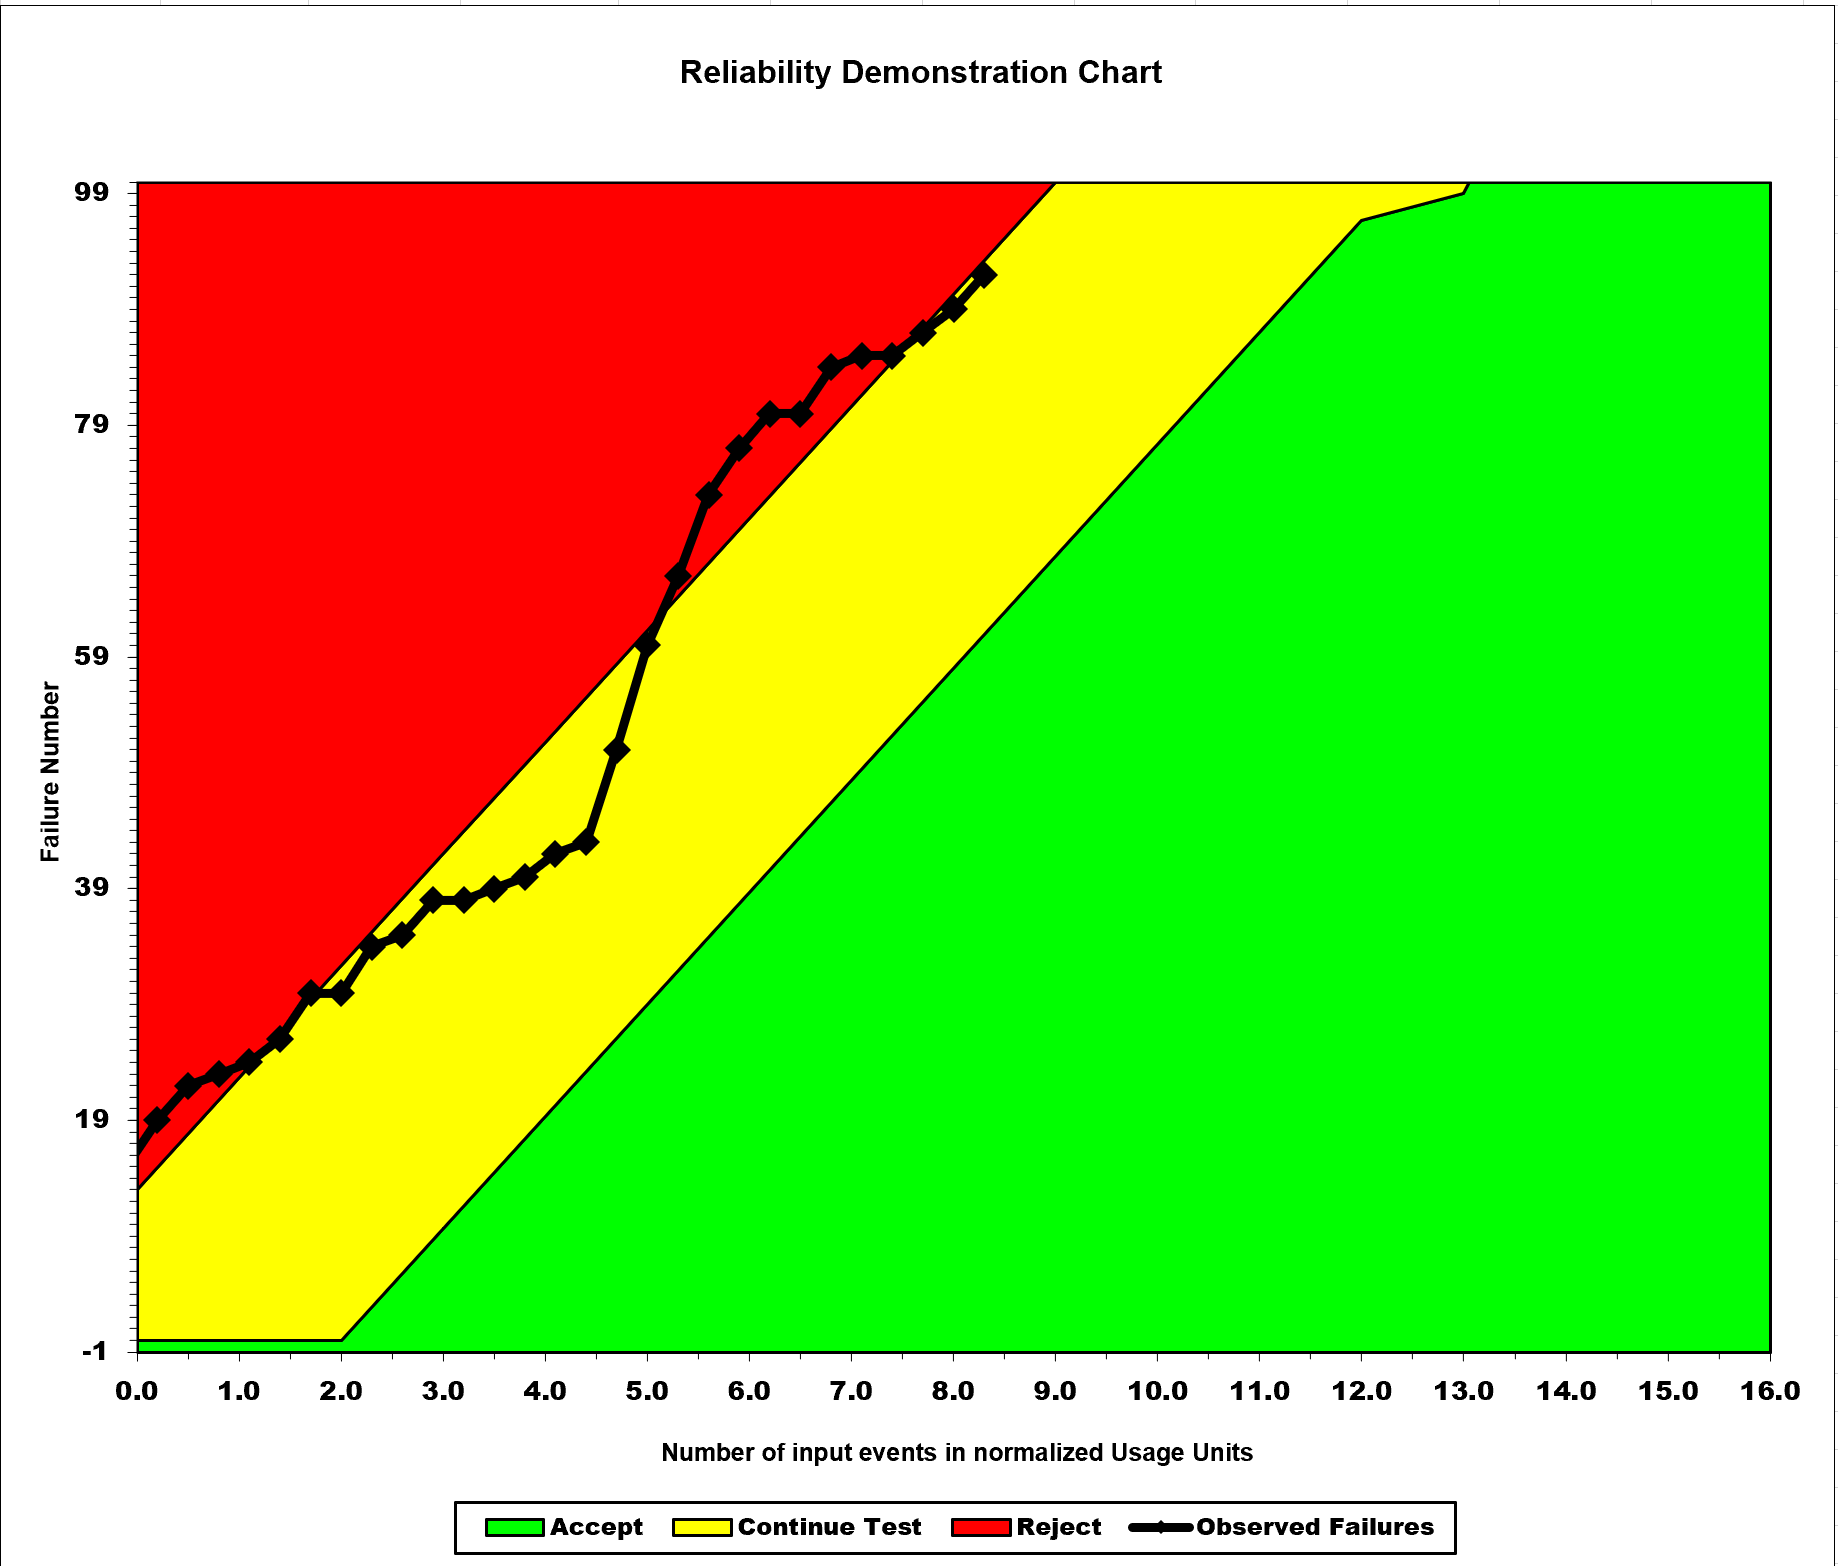 Reliability Demonstration Chart
99
79
59
39
19
-1
Failure Number
0.0 1.0 2.0 3.0 4.0 5.0 6.0 7.0 8.0 9.0 10.0 11.0 12.0 13.0 14.0 15.0 16.0
Number of input events in normalized Usage Units
Accept Continue Test Reject Observed Failures